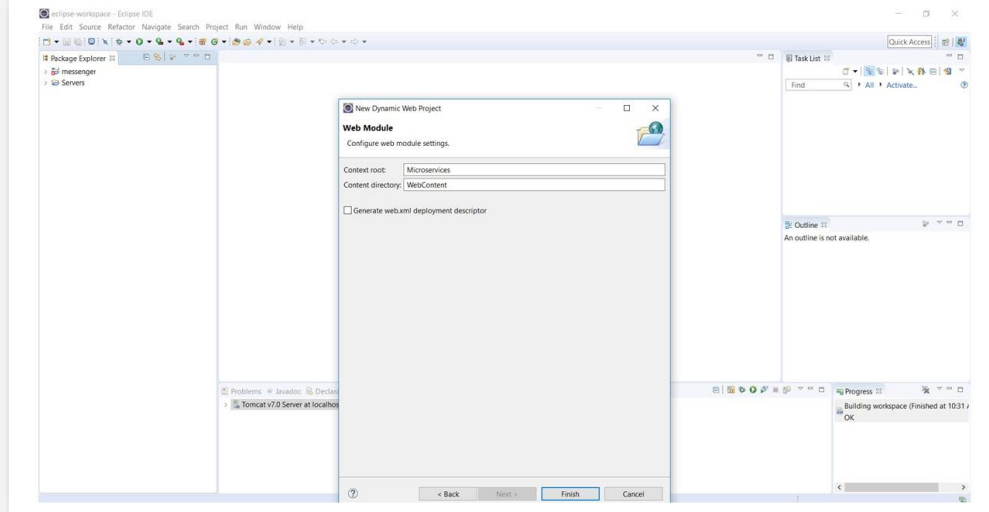 eclipse-workspace - Eclipse IDE
File Edit Source Refactor Navigate Search Project Run Window Help
Quick Access
Package Explorer
messenger
Servers
Task List
Find
All
Activate...
New Dynamic Web Project
Web Module
Configure web module settings.
Context root: Microservices
Content directory: WebContent
Generate web.xml deployment descriptor
Outline
An outline is not available.
Problems Javadoc
Tomcat v7.0 Server at
Progress
Building workspace (Finished at 10:31
OK
< Back Next > Finish Cancel